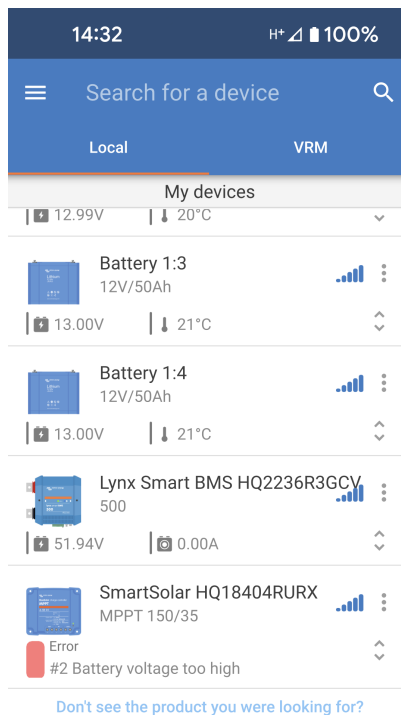 14:32
H+ 100%
Search for a device
Local
VRM
My devices
12.99V
20°C
Battery 1:3
12V/50Ah
13.00V
21°C
Battery 1:4
12V/50Ah
13.00V
21°C
Lynx Smart BMS HQ2236R3GCV
500
51.94V
0.00A
SmartSolar HQ18404RURX
MPPT 150/35
Error
#2 Battery voltage too high
Don't see the product you were looking for?